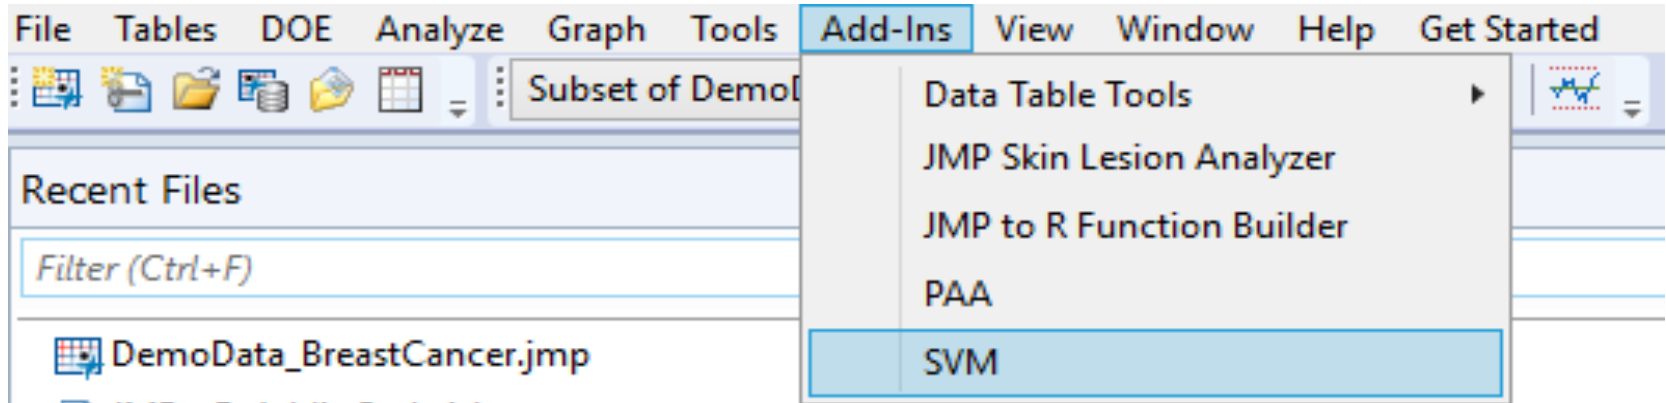 File Tables DOE Analyze Graph Tools Add-Ins View Window Help Get Started
Subset of Demo
Data Table Tools
JMP Skin Lesion Analyzer
Recent Files
JMP to R Function Builder
Filter (Ctrl+F)
PAA
DemoData_BreastCancer.jmp
SVM